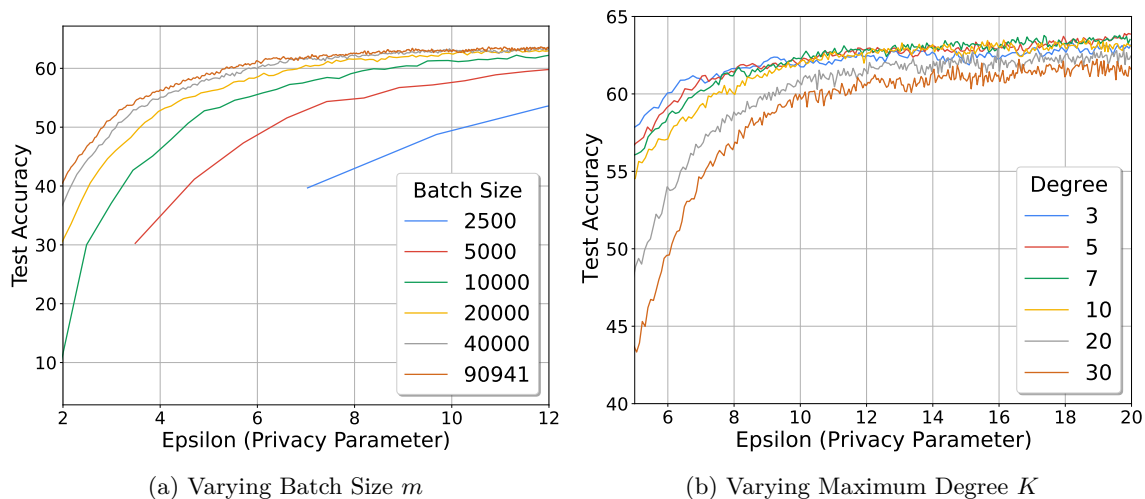 Test Accuracy
60
50
40
30
20
10
2 4 6 8 10 12
Epsilon (Privacy Parameter)
Batch Size
2500
5000
10000
20000
40000
90941
(a) Varying Batch Size m
Test Accuracy
65
60
55
50
45
40
6 8 10 12 14 16 18 20
Epsilon (Privacy Parameter)
Degree
3
5
7
10
20
30
(b) Varying Maximum Degree K